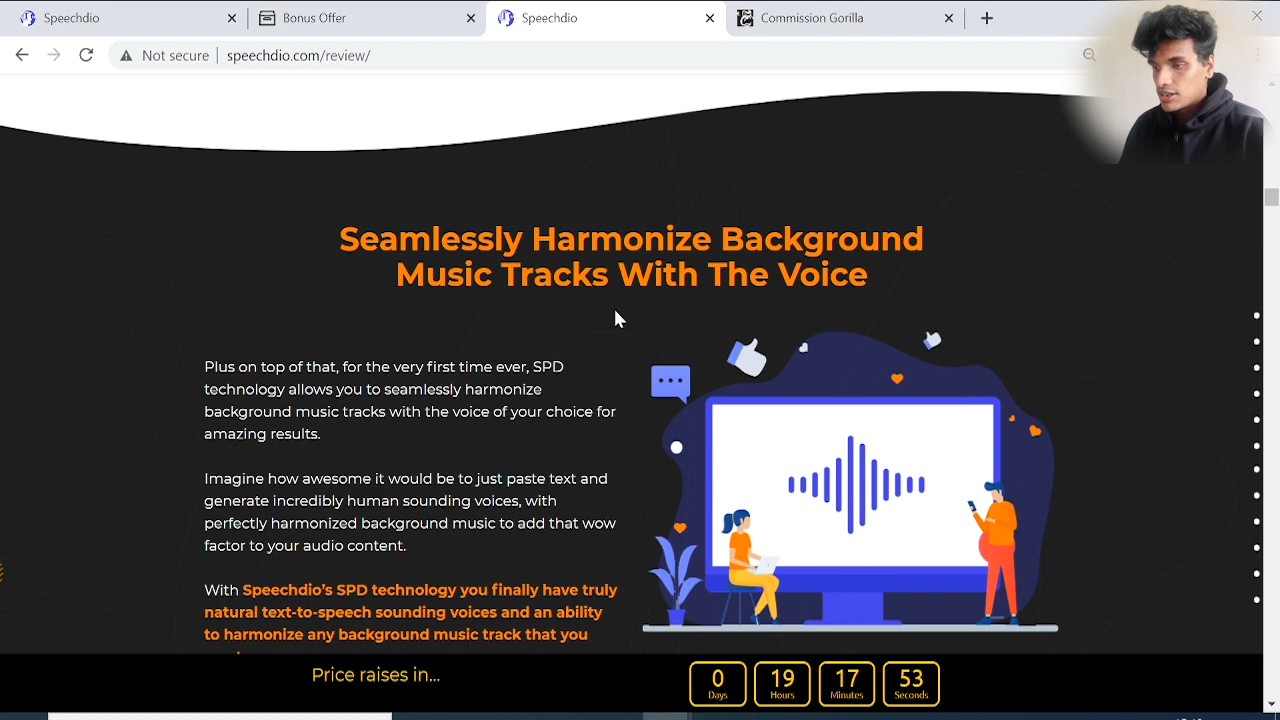 Speechdio
Bonus Offer
Speechdio
Commission Gorilla
Not secure
speechdio.com/review/
Seamlessly Harmonize Background
Music Tracks With The Voice
Plus on top of that, for the very first time ever, SPD
technology allows you to seamlessly harmonize
background music tracks with the voice of your choice for
amazing results.
Imagine how awesome it would be to just paste text and
generate incredibly human sounding voices, with
perfectly harmonized background music to add that wow
factor to your audio content.
With Speechdio's SPD technology you finally have truly
natural text-to-speech sounding voices and an ability
to harmonize any background music track that you
Price raises in...
0
Days
19
Hours
17
Minutes
53
Seconds